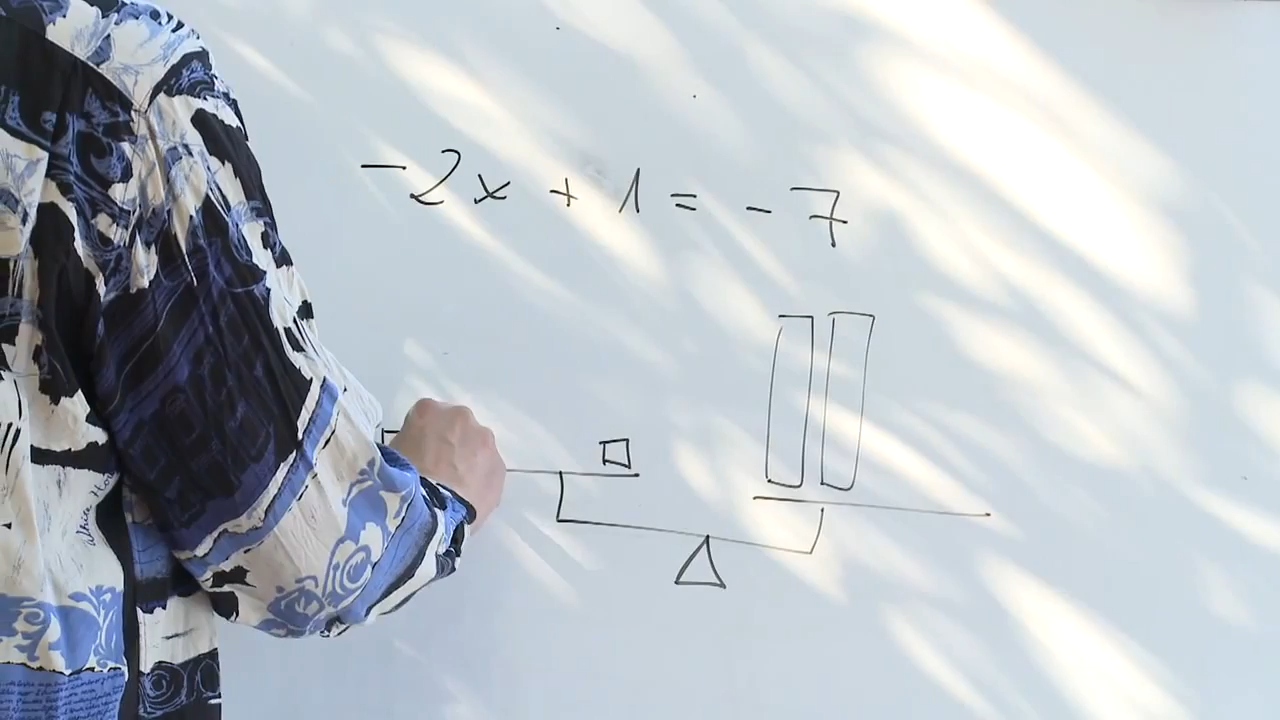 -2x + 1 = -7